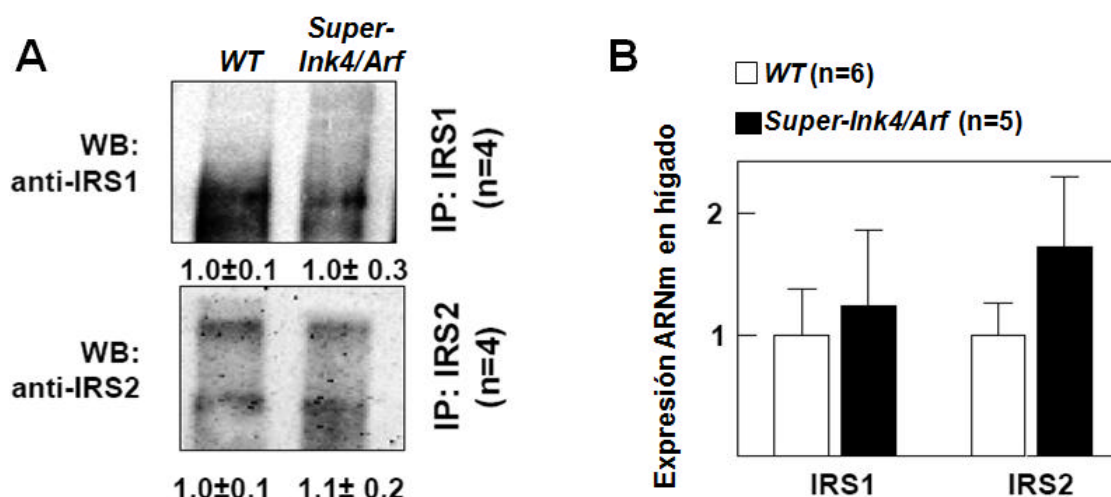 A
WT
Super-
Ink4/Arf
WB:
anti-IRS1
IP: IRS1
(n=4)
1.0±0.1 1.0± 0.3
WB:
anti-IRS2
IP: IRS2
(n=4)
1.0±0.1 1.1± 0.2
B
WT (n=6)
Super-Ink4/Arf (n=5)
Expresión ARNm en hígado
2
1
IRS1 IRS2